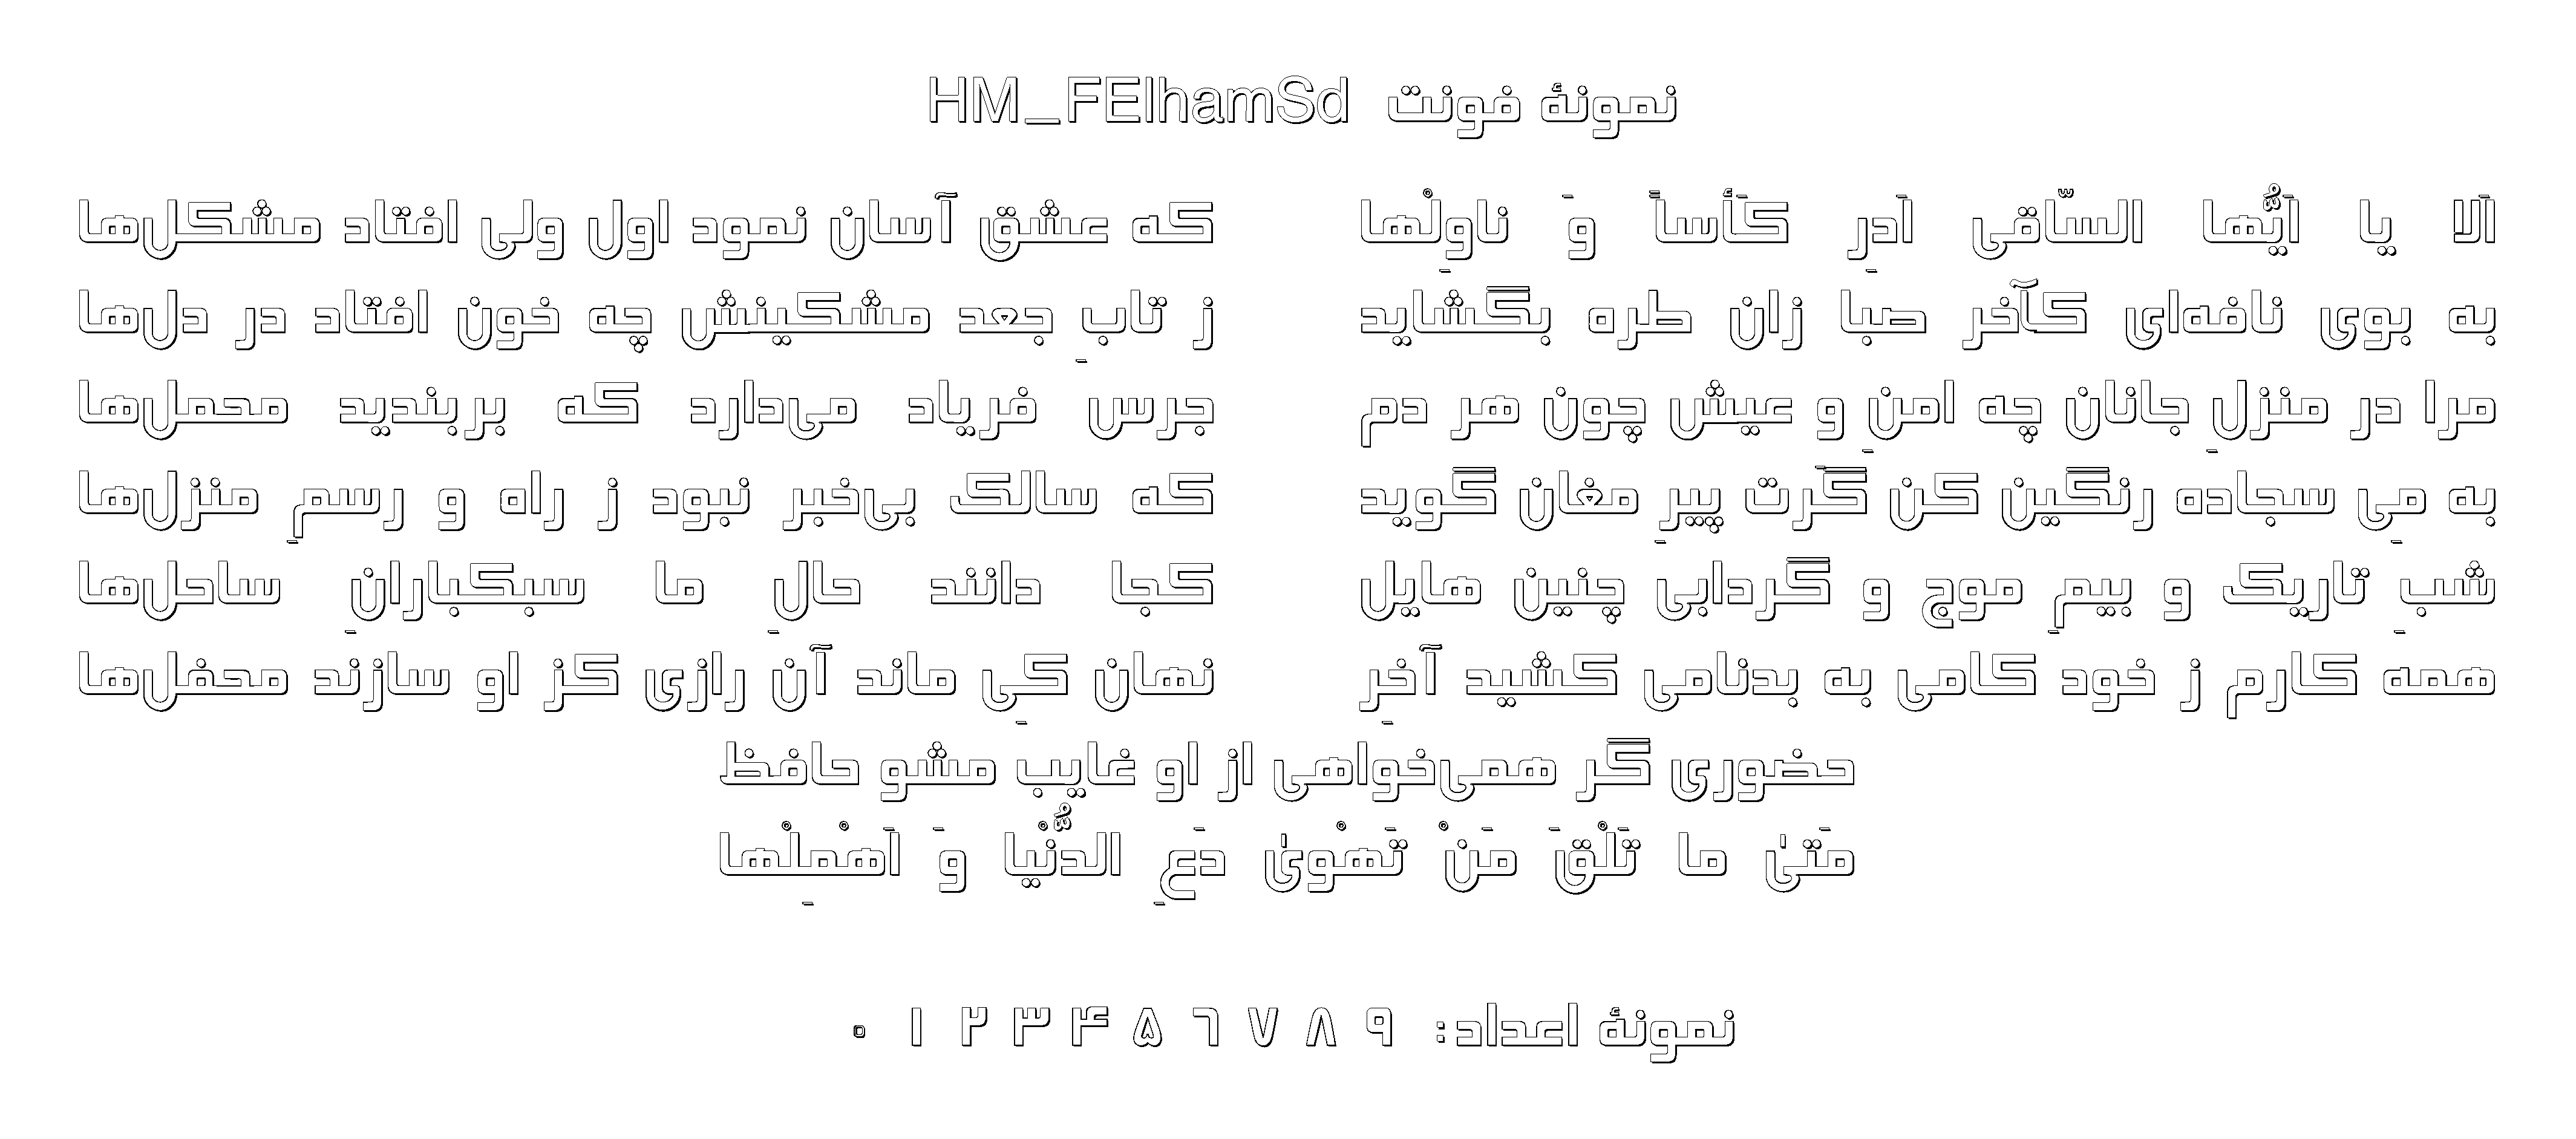 نمونهٔ فونت HM_FElhamSd
اَلا یا اَیُّها السّاقی اَدِر کَأساً وَ ناوِلْها که عشق آسان نمود اول ولی افتاد مشکل‌ها
به بوی نافه‌ای کآخر صبا زان طره بگشاید ز تابِ جعد مشکینش چه خون افتاد در دل‌ها
مرا در منزلِ جانان چه امنِ و عیش چون هر دم جرس فریاد می‌دارد که بربندید محمل‌ها
به مِی سجاده رنگین کن گَرت پیرِ مغان گوید که سالک بی‌خبر نبود ز راه و رسمِ منزل‌ها
شبِ تاریک و بیمِ موج و گردابی چنین هایل کجا دانند حالِ ما سبکبارانِ ساحل‌ها
همه کارم ز خود کامی به بدنامی کشید آخِر نهان کِی ماند آن رازی کز او سازند محفل‌ها
حضوری گر همی‌خواهی از او غایب مشو حافظ
مَتیٰ ما تَلْقَ مَنْ تَهْویٰ دَعِ الدُّنْیا وَ اَهْمِلْها
نمونهٔ اعداد: ۹ ۸ ۷ ۶ ۵ ۴ ۳ ۲ ۱ ۰